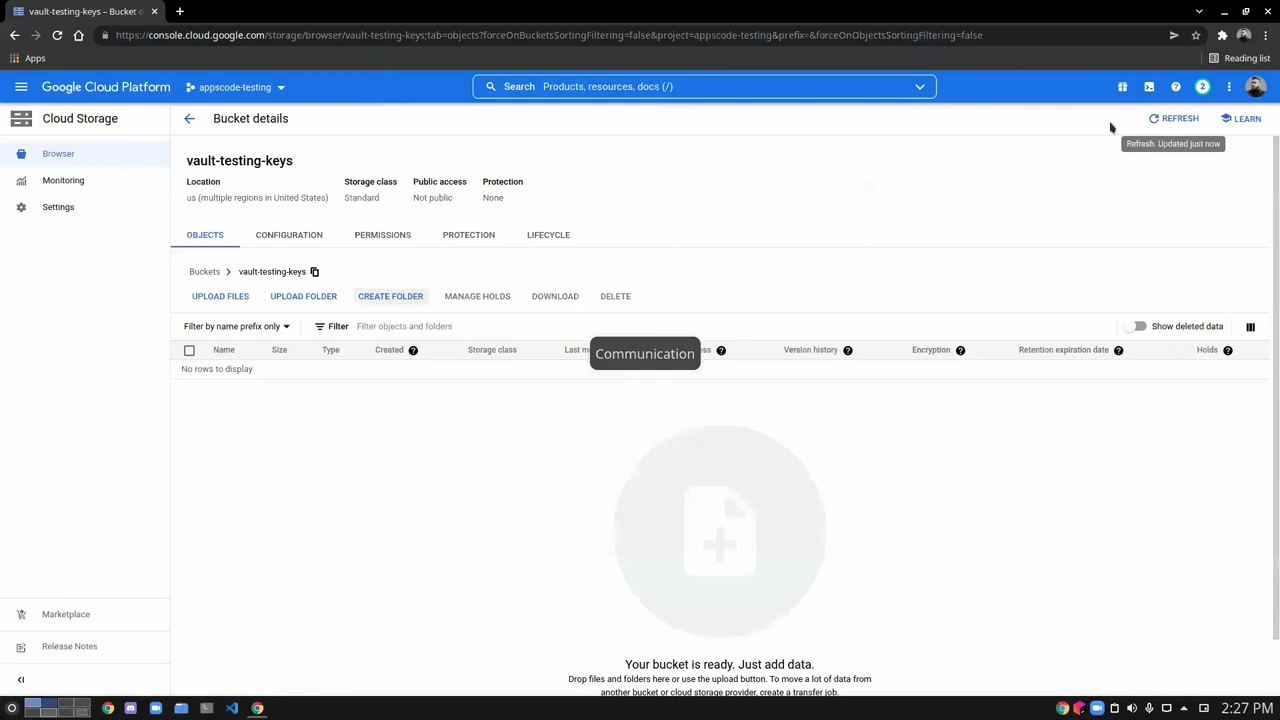 vault-testing-keys – Bucket d
https://console.cloud.google.com/storage/browser/vault-testing-keys;tab=objects?forceOnBucketsSortingFiltering=false&project=appscode-testing&prefix=&forceOnObjectsSortingFiltering=false
Apps
Reading list
Google Cloud Platform
appscode-testing
Search Products, resources, docs (/)
2
Cloud Storage
Bucket details
REFRESH
LEARN
Refresh. Updated just now
Browser
Monitoring
Settings
vault-testing-keys
Location Storage class Public access Protection
us (multiple regions in United States) Standard Not public None
OBJECTS CONFIGURATION PERMISSIONS PROTECTION LIFECYCLE
Buckets > vault-testing-keys
UPLOAD FILES UPLOAD FOLDER CREATE FOLDER MANAGE HOLDS DOWNLOAD DELETE
Filter by name prefix only Filter Filter objects and folders Show deleted data
Name Size Type Created Storage class Last m Version history Encryption Retention expiration date Holds
Communication
No rows to display
Your bucket is ready. Just add data.
Drop files and folders here or use the upload button. To move a lot of data from
another bucket or cloud storage provider, create a transfer job.
Marketplace
Release Notes
2:27 PM